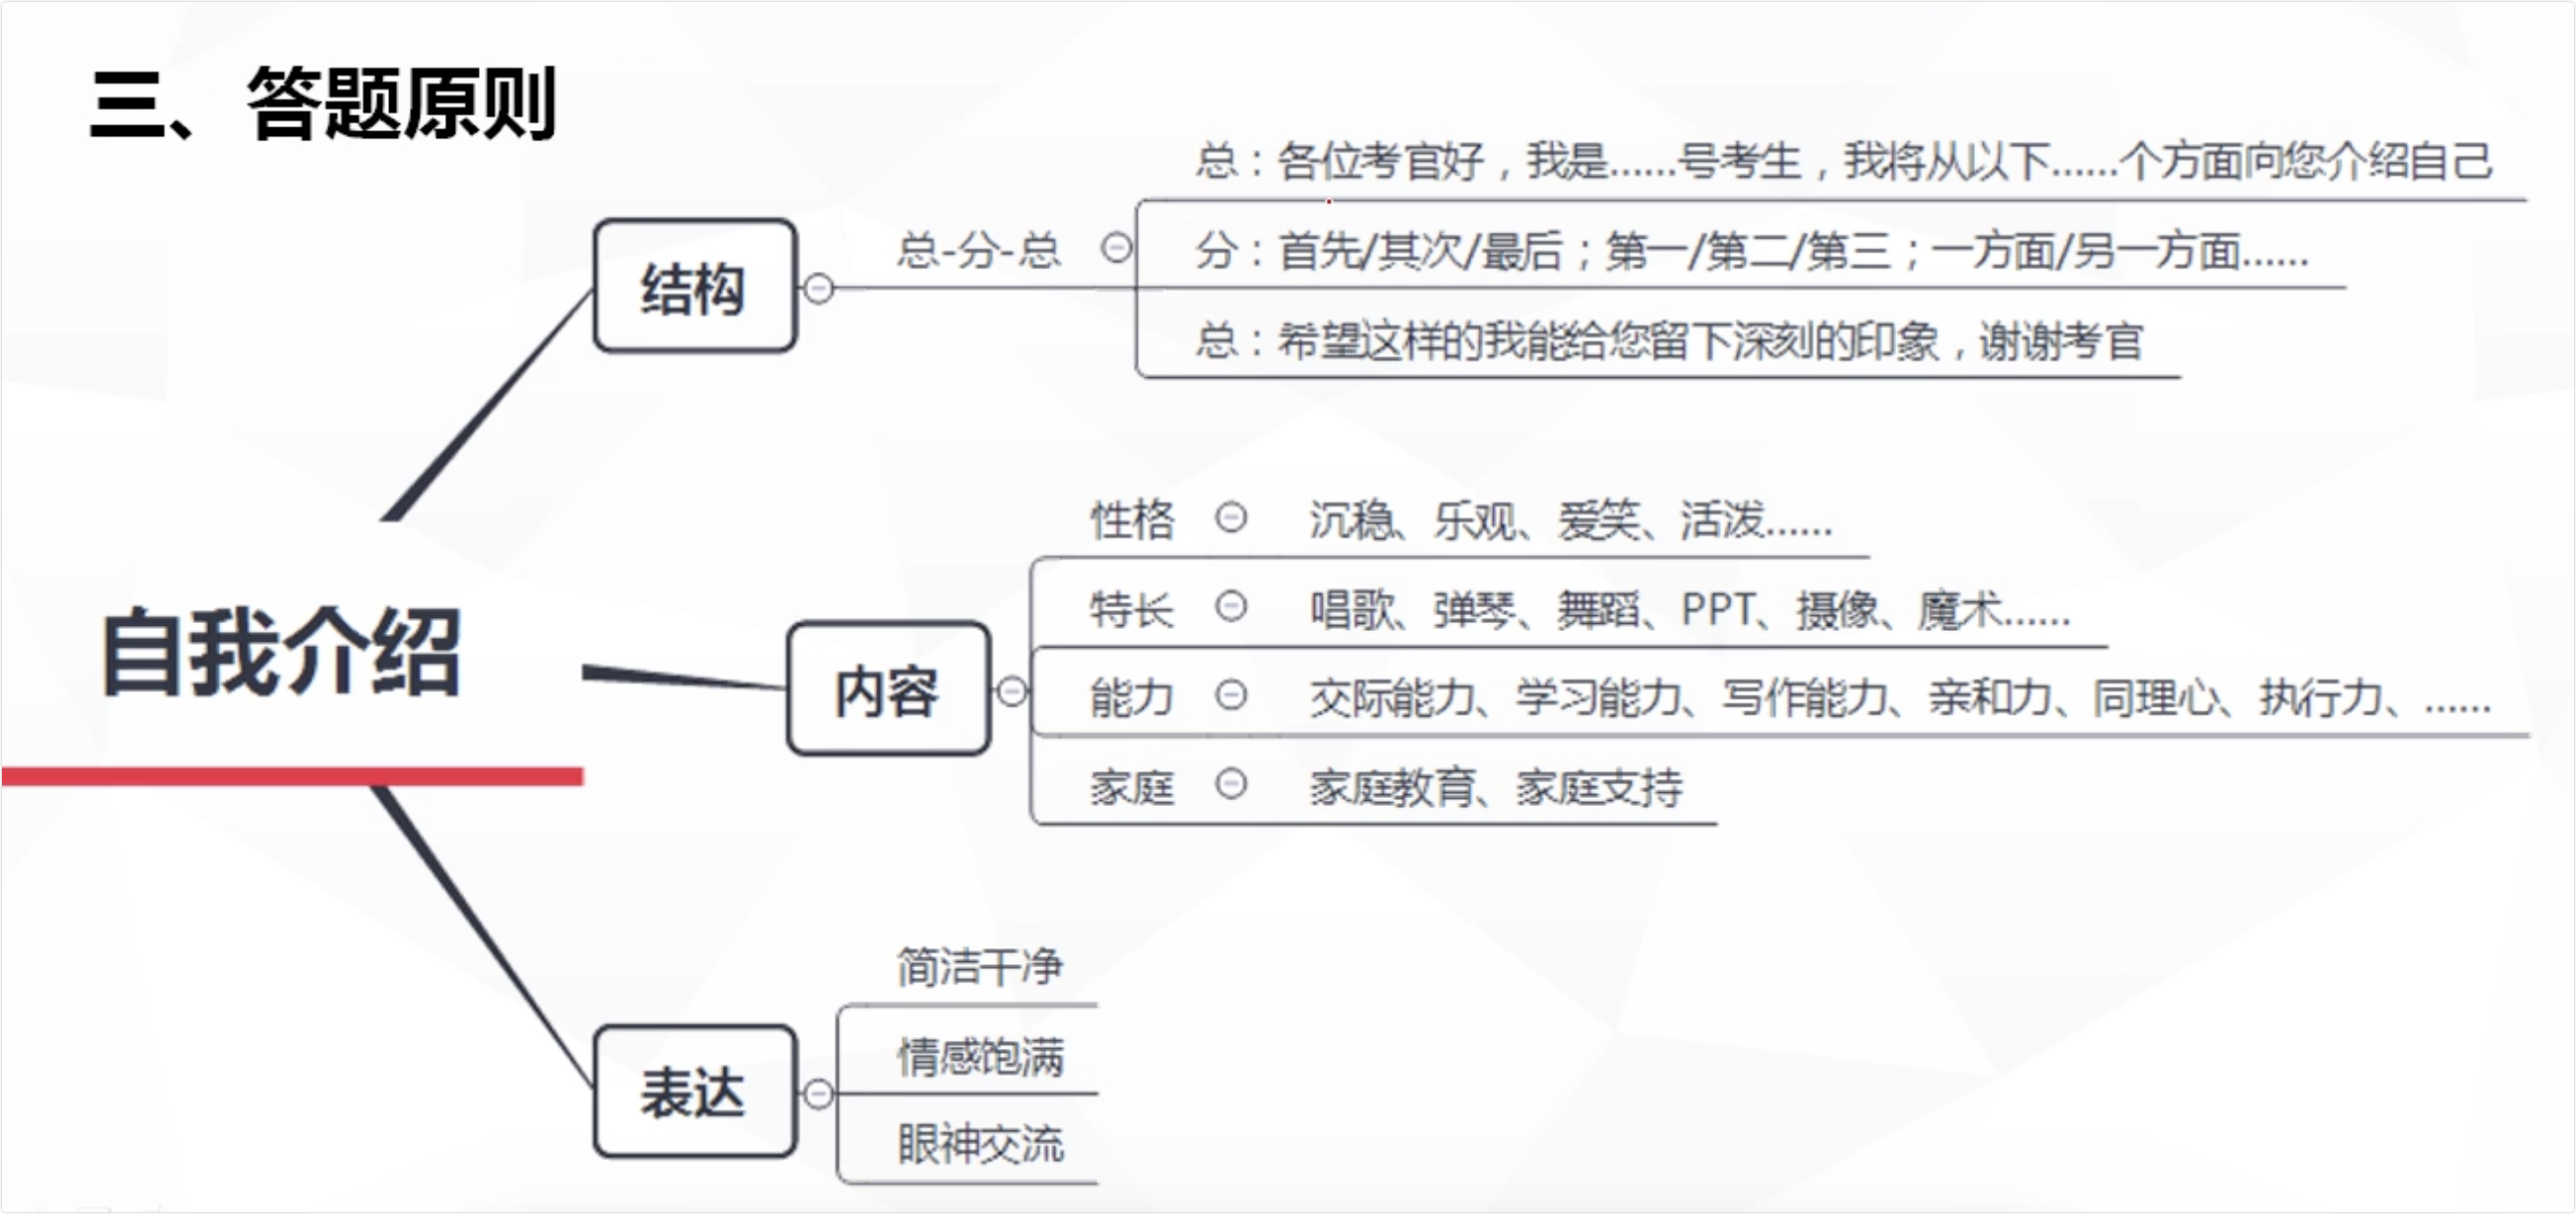 三、答题原则
总：各位考官好，我是……号考生，我将从以下……个方面向您介绍自己
总-分-总
分：首先/其次/最后；第一/第二/第三；一方面/另一方面……
结构
总：希望这样的我能给您留下深刻的印象，谢谢考官
自我介绍
性格 沉稳、乐观、爱笑、活泼……
特长 唱歌、弹琴、舞蹈、PPT、摄像、魔术……
内容
能力 交际能力、学习能力、写作能力、亲和力、同理心、执行力、……
家庭 家庭教育、家庭支持
简洁干净
情感饱满
表达
眼神交流